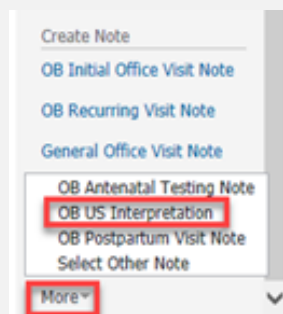 Create Note
OB Initial Office Visit Note
OB Recurring Visit Note
General Office Visit Note
OB Antenatal Testing Note
OB US Interpretation
OB Postpartum Visit Note
Select Other Note
More